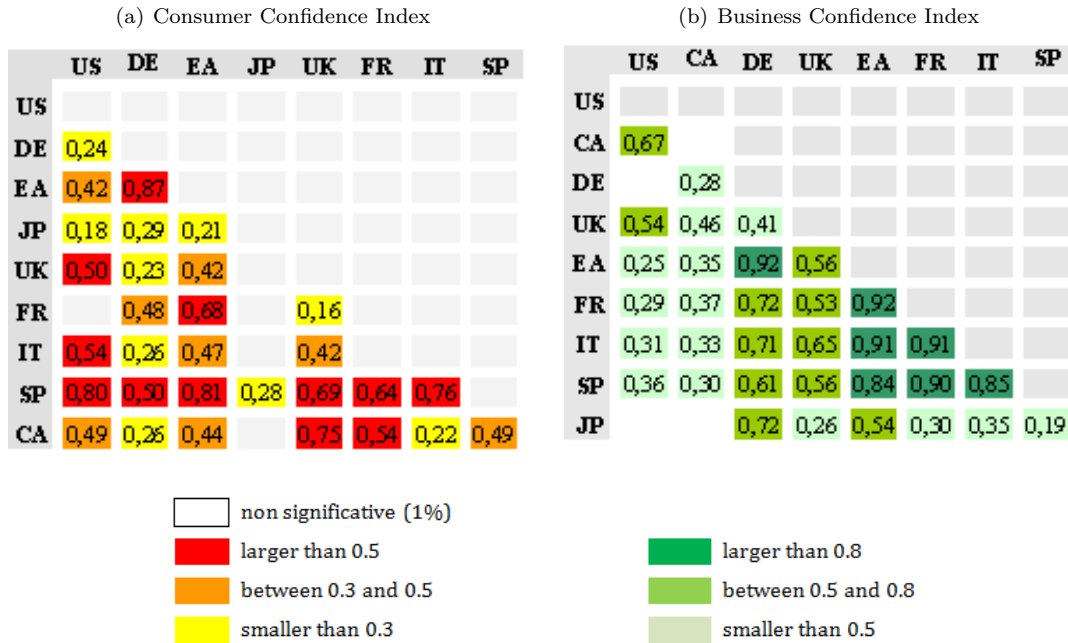 (a) Consumer Confidence Index
US DE EA JP UK FR IT SP
US
DE 0,24
EA 0,42 0,87
JP 0,18 0,29 0,21
UK 0,50 0,23 0,42
FR 0,48 0,68 0,16
IT 0,54 0,26 0,47 0,42
SP 0,80 0,50 0,81 0,28 0,69 0,64 0,76
CA 0,49 0,26 0,44 0,75 0,54 0,22 0,49
non significative (1%)
larger than 0.5
between 0.3 and 0.5
smaller than 0.3
(b) Business Confidence Index
US CA DE UK EA FR IT SP
US
CA 0,67
DE 0,28
UK 0,54 0,46 0,41
EA 0,25 0,35 0,92 0,56
FR 0,29 0,37 0,72 0,53 0,92
IT 0,31 0,33 0,71 0,65 0,91 0,91
SP 0,36 0,30 0,61 0,56 0,84 0,90 0,85
JP 0,72 0,26 0,54 0,30 0,35 0,19
larger than 0.8
between 0.5 and 0.8
smaller than 0.5